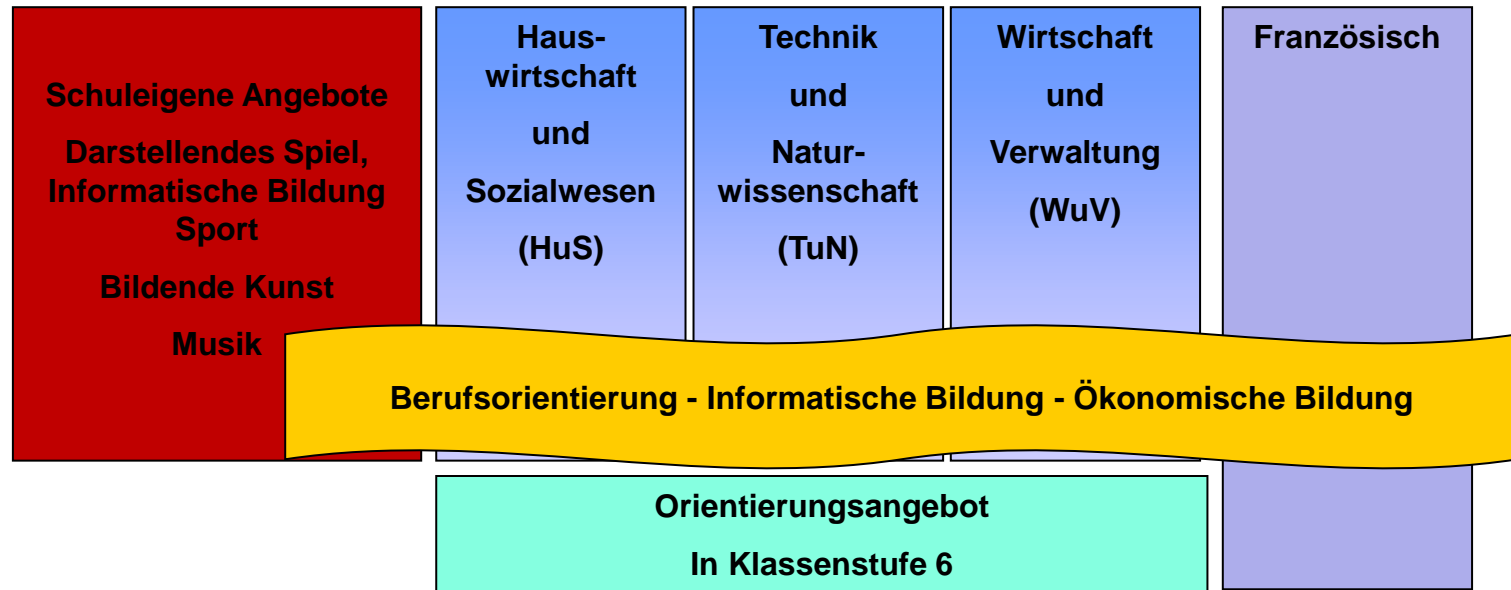 Schuleigene Angebote
Darstellendes Spiel,
Informatische Bildung
Sport
Bildende Kunst
Musik
Haus-
wirtschaft
und
Sozialwesen
(HuS)
Technik
und
Natur-
wissenschaft
(TuN)
Wirtschaft
und
Verwaltung
(WuV)
Französisch
Berufsorientierung - Informatische Bildung - Ökonomische Bildung
Orientierungsangebot
In Klassenstufe 6